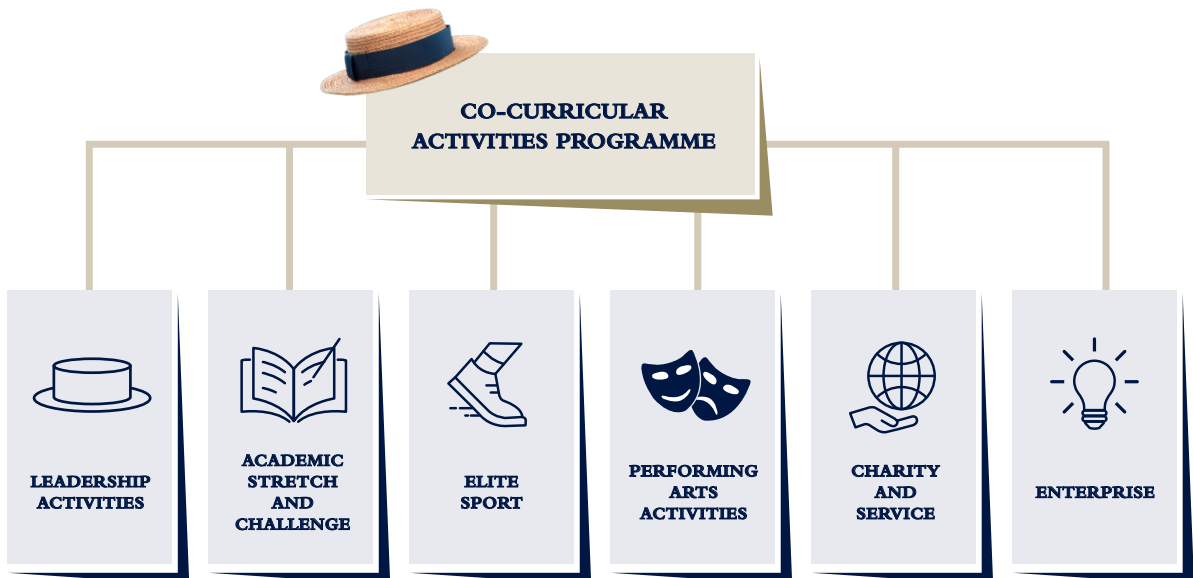 CO-CURRICULAR
ACTIVITIES PROGRAMME
LEADERSHIP
ACTIVITIES
ACADEMIC
STRETCH
AND
CHALLENGE
ELITE
SPORT
PERFORMING
ARTS
ACTIVITIES
CHARITY
AND
SERVICE
ENTERPRISE